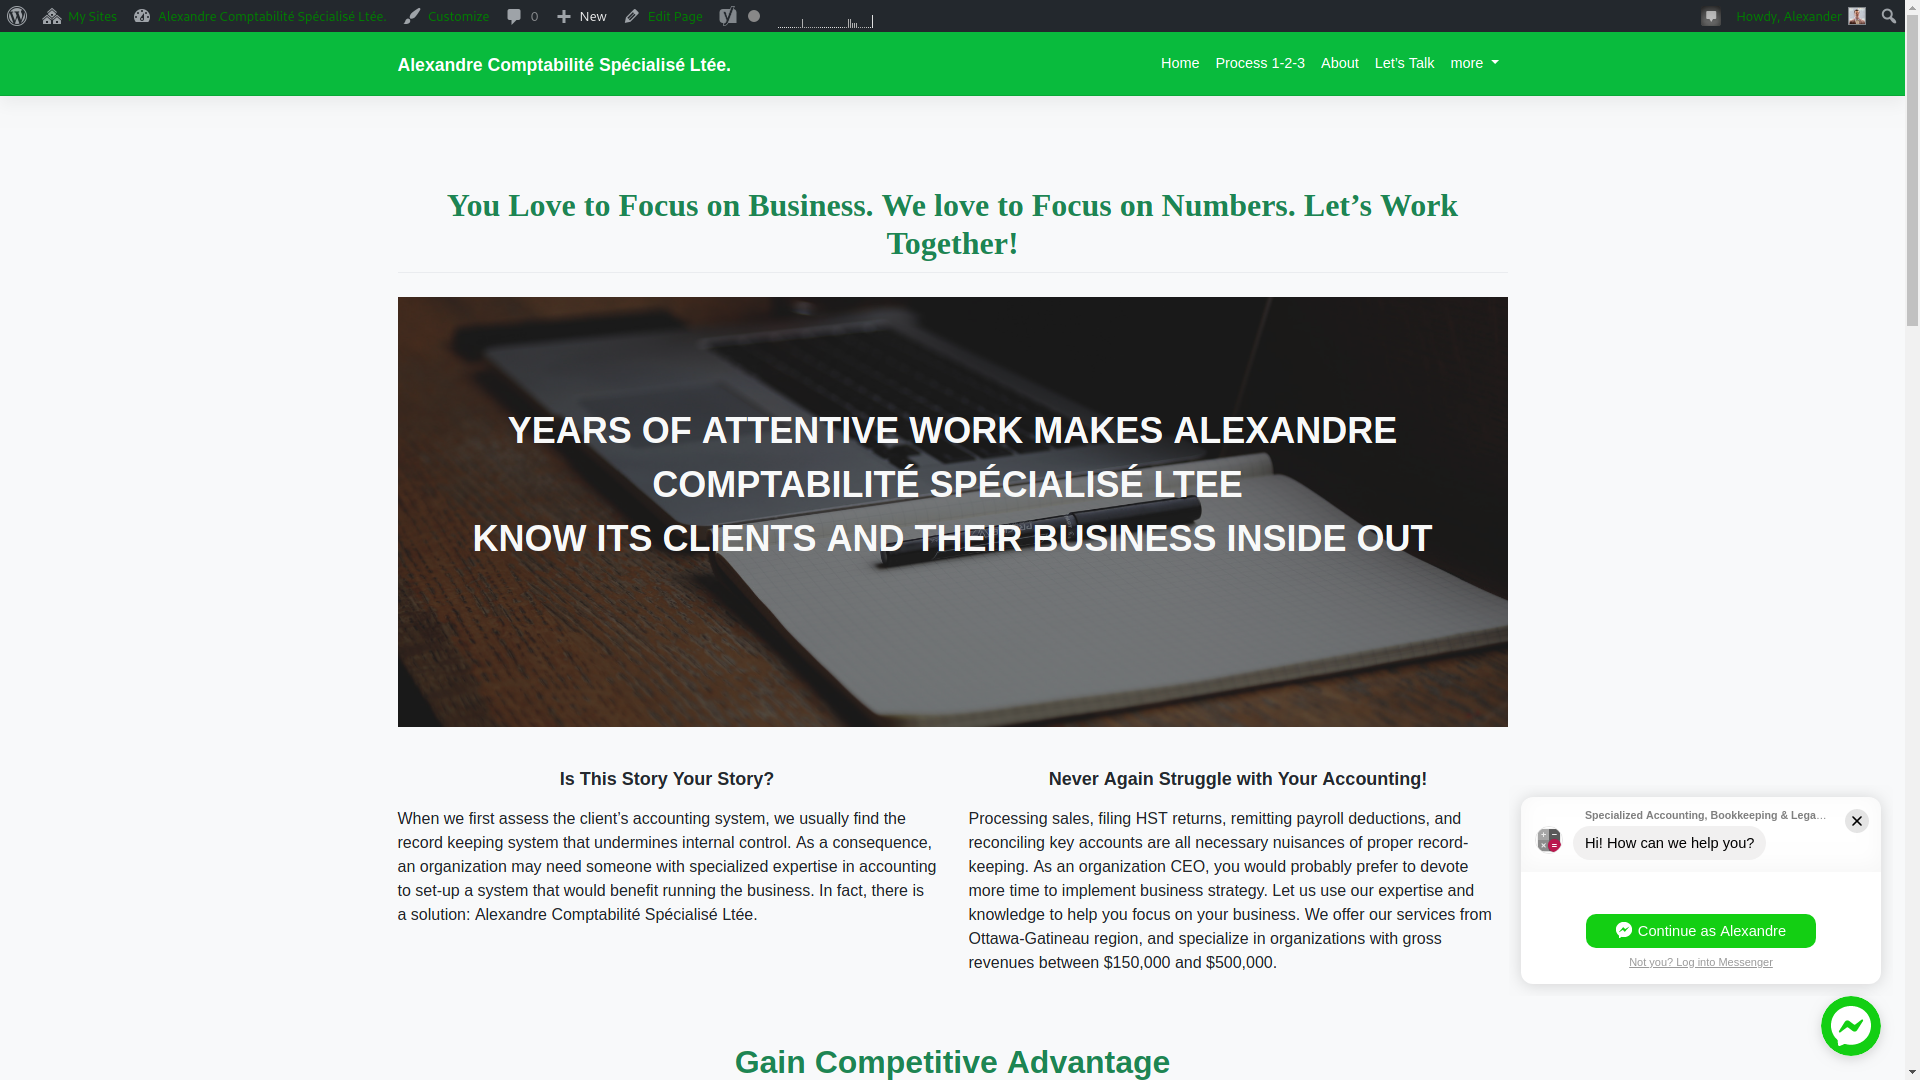 My Sites Alexandre Comptabilité Spécialisé Ltée. Customize 0 New Edit Page Howdy, Alexander
Alexandre Comptabilité Spécialisé Ltée. Home Process 1-2-3 About Let’s Talk more
You Love to Focus on Business. We love to Focus on Numbers. Let’s Work
Together!
YEARS OF ATTENTIVE WORK MAKES ALEXANDRE
COMPTABILITÉ SPÉCIALISÉ LTEE
KNOW ITS CLIENTS AND THEIR BUSINESS INSIDE OUT
Is This Story Your Story?
When we first assess the client’s accounting system, we usually find the
record keeping system that undermines internal control. As a consequence,
an organization may need someone with specialized expertise in accounting
to set-up a system that would benefit running the business. In fact, there is
a solution: Alexandre Comptabilité Spécialisé Ltée.
Never Again Struggle with Your Accounting!
Processing sales, filing HST returns, remitting payroll deductions, and
reconciling key accounts are all necessary nuisances of proper record-
keeping. As an organization CEO, you would probably prefer to devote
more time to implement business strategy. Let us use our expertise and
knowledge to help you focus on your business. We offer our services from
Ottawa-Gatineau region, and specialize in organizations with gross
revenues between $150,000 and $500,000.
Specialized Accounting, Bookkeeping & Lega...
Hi! How can we help you?
Continue as Alexandre
Not you? Log into Messenger
Gain Competitive Advantage